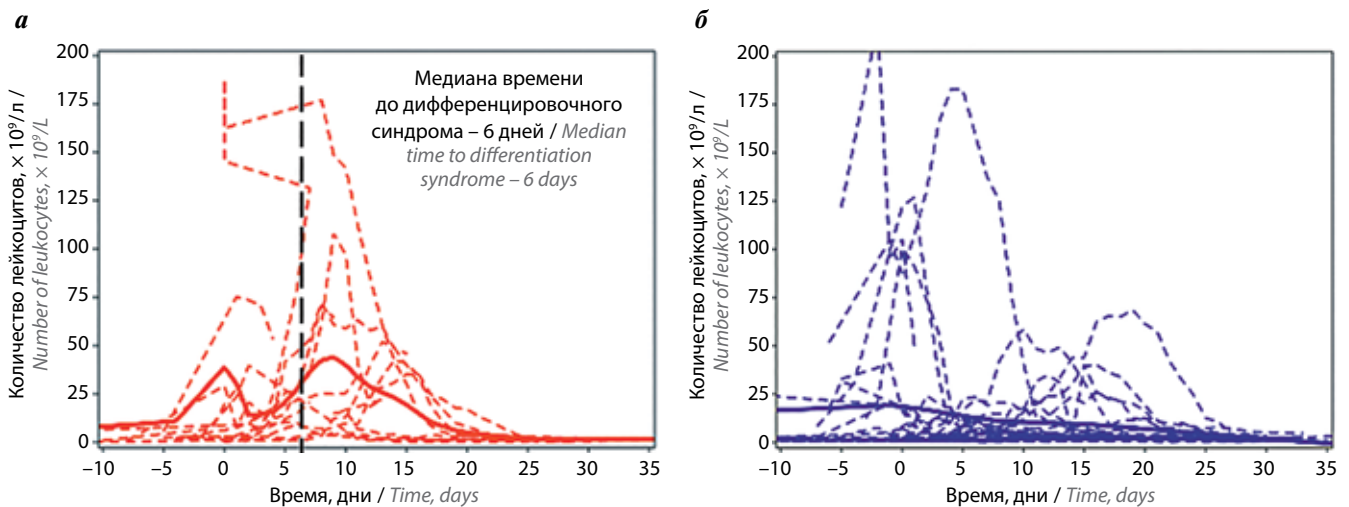 а
Количество лейкоцитов, × 10⁹/л /
Number of leukocytes, × 10⁹/L
200
175
150
125
100
75
50
25
0
Медиана времени
до дифференцировочного
синдрома – 6 дней / Median
time to differentiation
syndrome – 6 days
–10
–5
0
5
10
15
20
25
30
35
Время, дни / Time, days
б
Количество лейкоцитов, × 10⁹/л /
Number of leukocytes, × 10⁹/L
200
175
150
125
100
75
50
25
0
–10
–5
0
5
10
15
20
25
30
35
Время, дни / Time, days